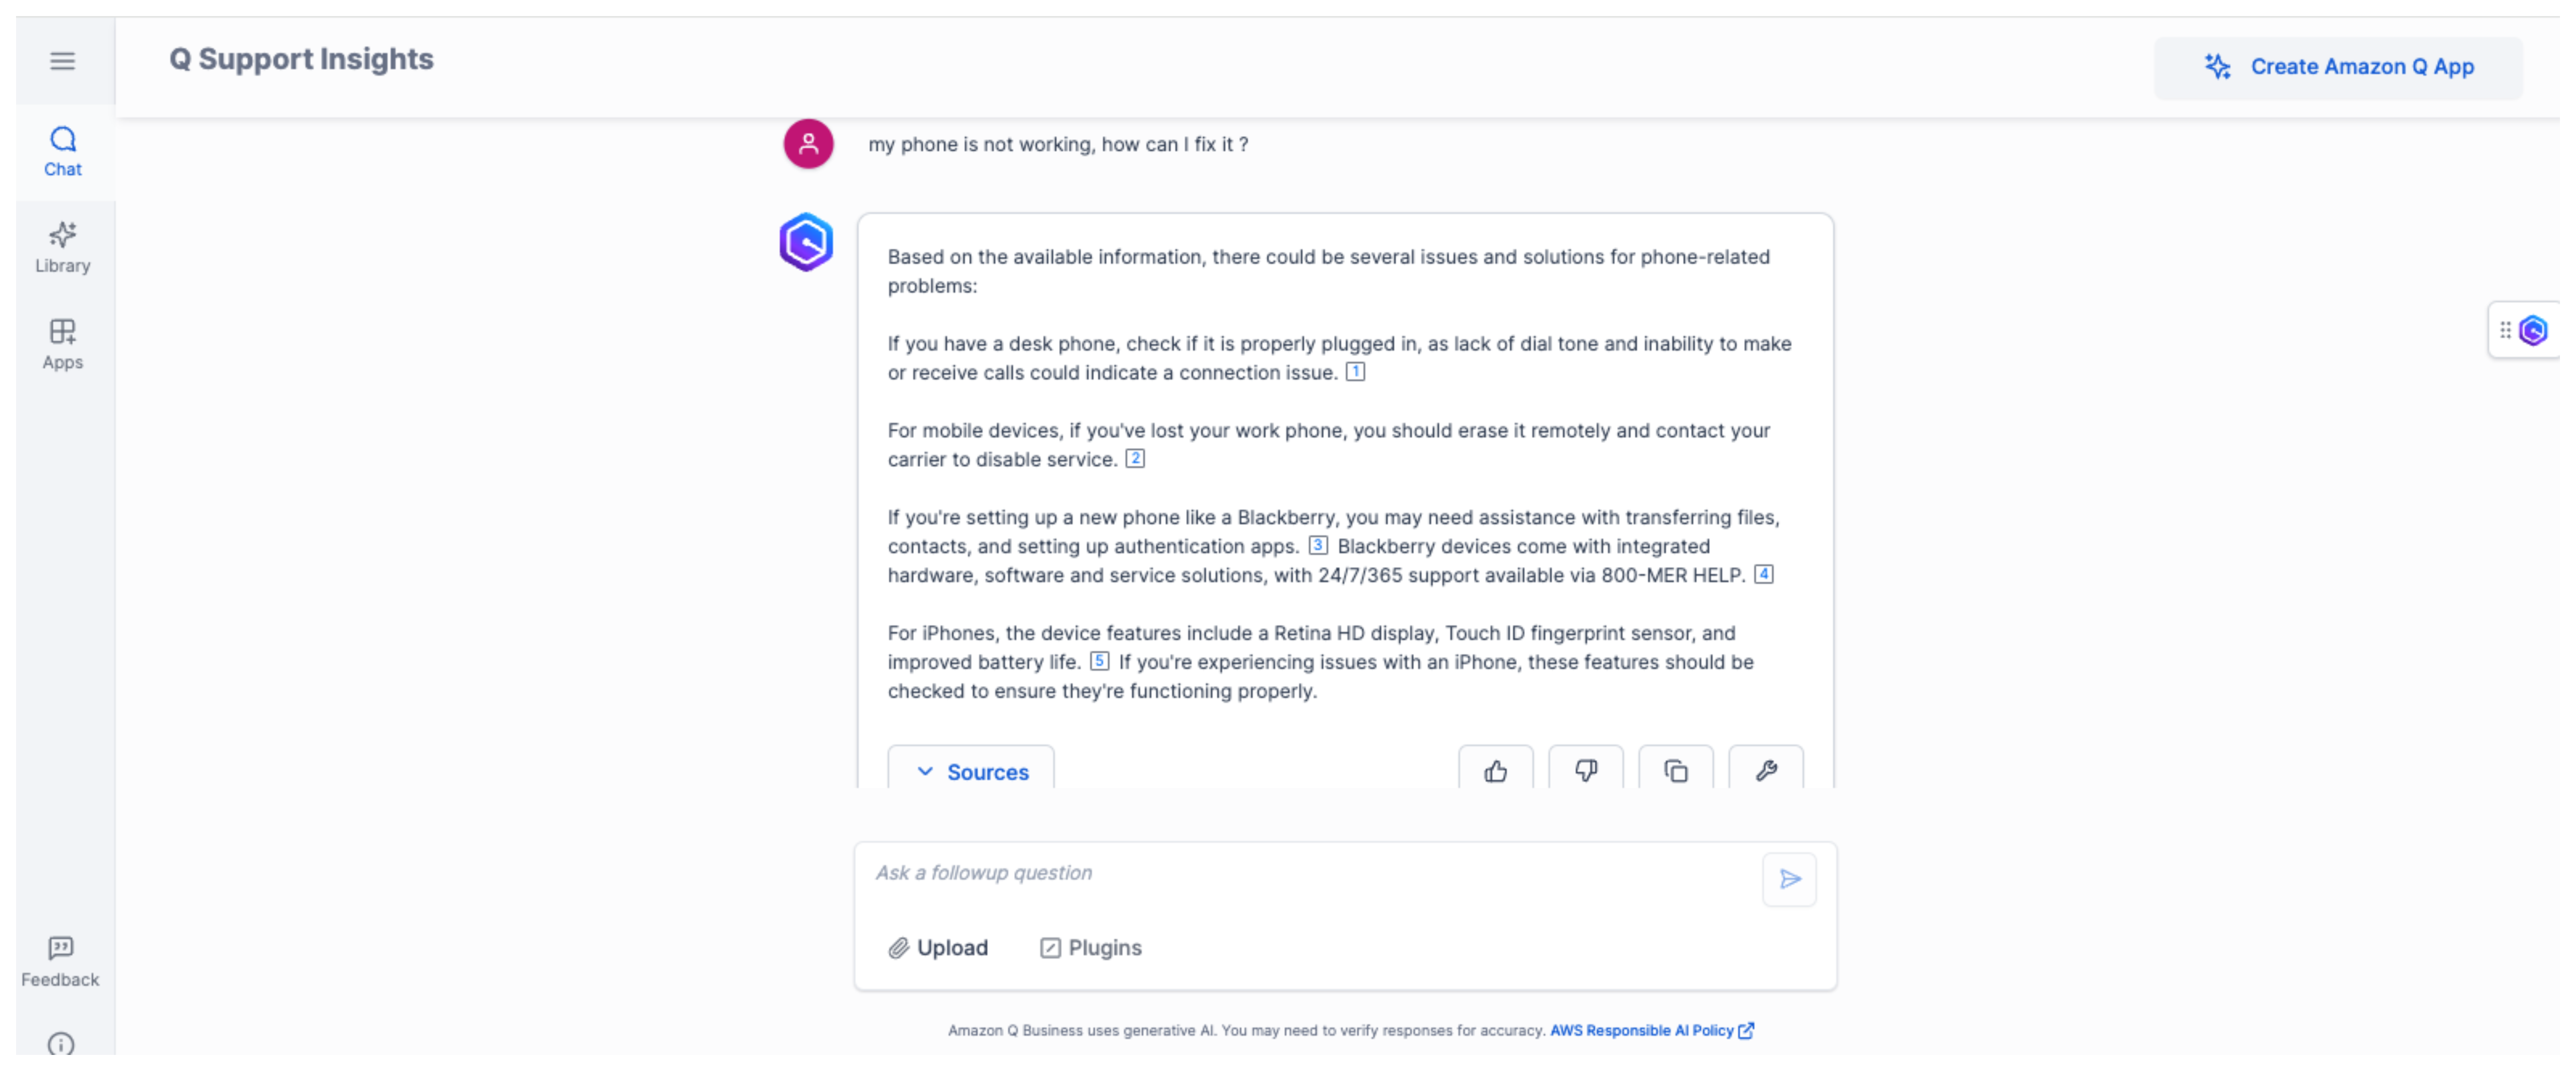 Q Support Insights
Create Amazon Q App
Chat
Library
Apps
Feedback
my phone is not working, how can I fix it ?
Based on the available information, there could be several issues and solutions for phone-related
problems:
If you have a desk phone, check if it is properly plugged in, as lack of dial tone and inability to make
or receive calls could indicate a connection issue. 1
For mobile devices, if you've lost your work phone, you should erase it remotely and contact your
carrier to disable service. 2
If you're setting up a new phone like a Blackberry, you may need assistance with transferring files,
contacts, and setting up authentication apps. 3 Blackberry devices come with integrated
hardware, software and service solutions, with 24/7/365 support available via 800-MER HELP. 4
For iPhones, the device features include a Retina HD display, Touch ID fingerprint sensor, and
improved battery life. 5 If you're experiencing issues with an iPhone, these features should be
checked to ensure they're functioning properly.
Sources
Ask a followup question
Upload Plugins
Amazon Q Business uses generative AI. You may need to verify responses for accuracy. AWS Responsible AI Policy